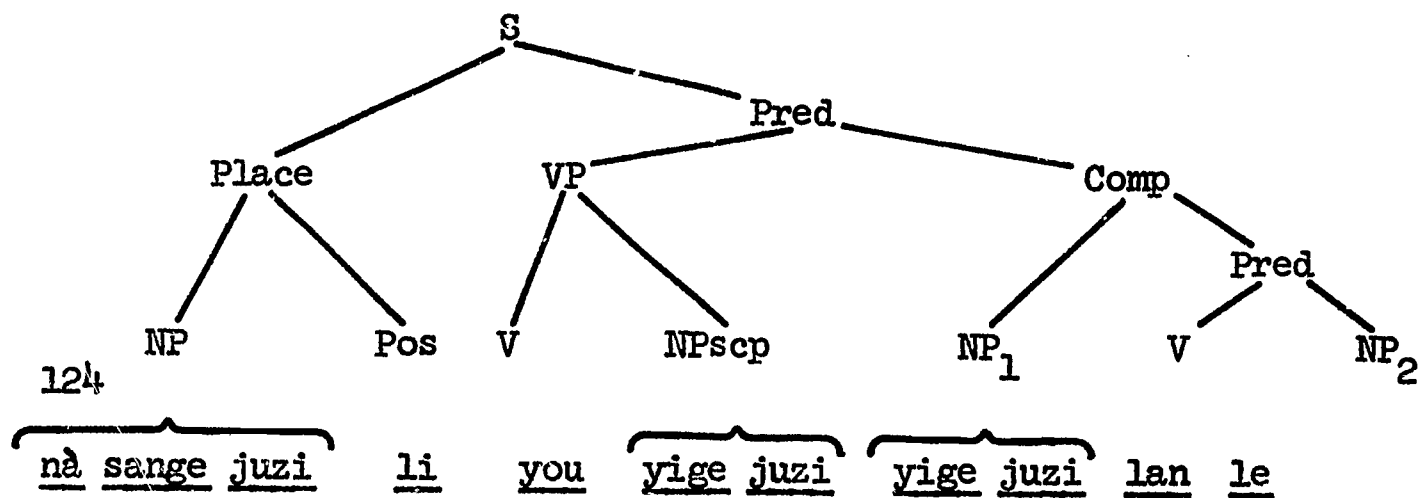 S
Pred
Place VP Comp
Pred
NP Pos V NPscp NP₁ V NP₂
124
nà sange juzi li you yige juzi yige juzi lan le